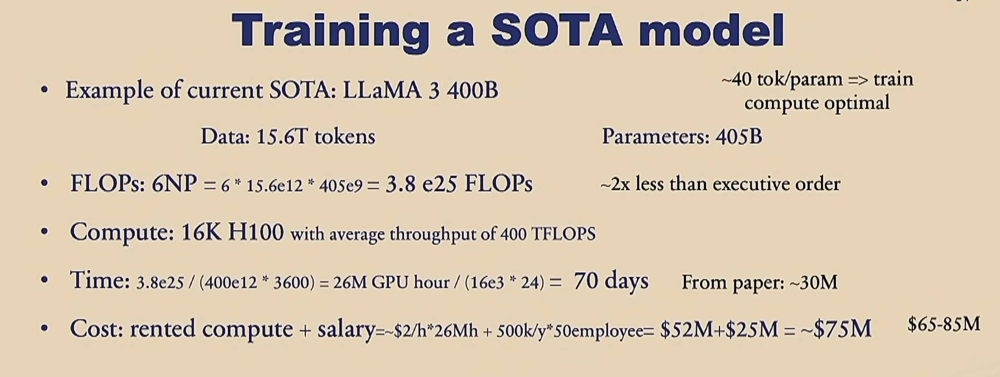 Training a SOTA model
• Example of current SOTA: LLaMA 3 400B
~40 tok/param => train
compute optimal
Data: 15.6T tokens
Parameters: 405B
• FLOPs: 6NP = 6 * 15.6e12 * 405e9 = 3.8 e25 FLOPs
~2x less than executive order
• Compute: 16K H100 with average throughput of 400 TFLOPS
• Time: 3.8e25 / (400e12 * 3600) = 26M GPU hour / (16e3 * 24) = 70 days
From paper: ~30M
• Cost: rented compute + salary=~$2/h*26Mh + 500k/y*50employee= $52M+$25M = ~$75M
$65-85M